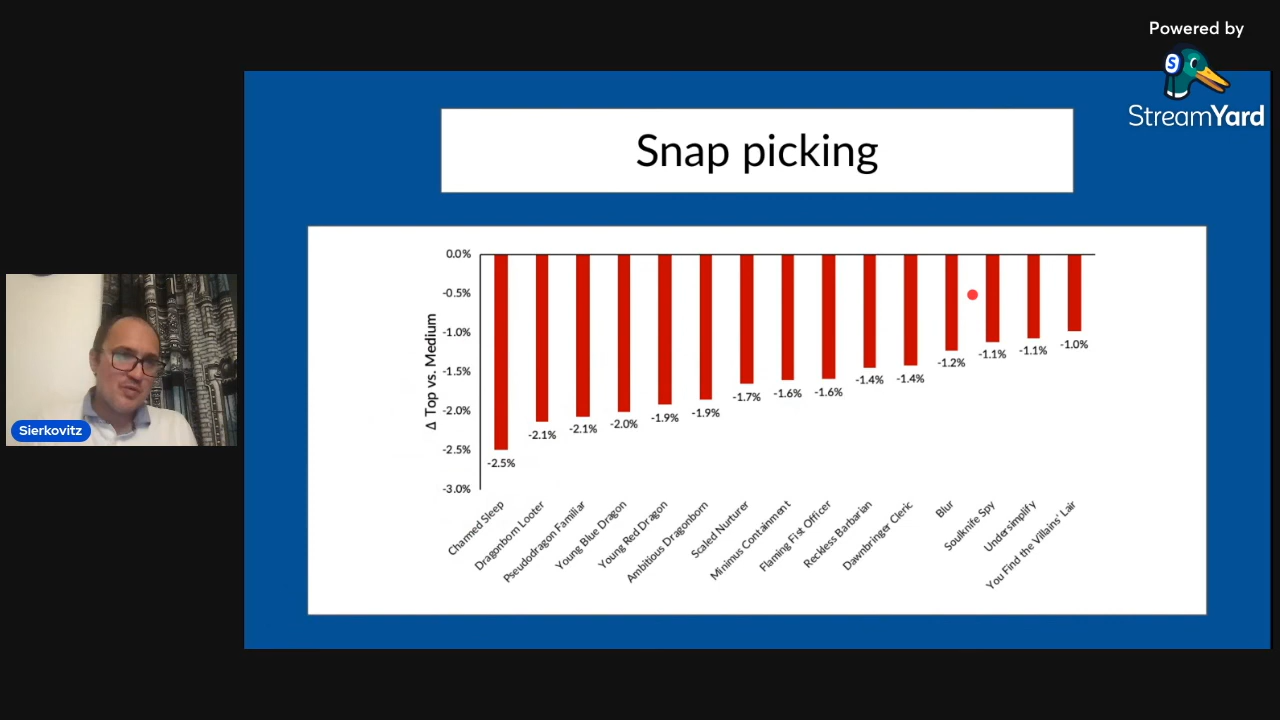 Powered by
S
StreamYard
Snap picking
Δ Top vs. Medium
0.0%
-0.5%
-1.0%
-1.5%
-2.0%
-2.5%
-3.0%
-2.5%
-2.1%
-2.1%
-2.0%
-1.9%
-1.9%
-1.7%
-1.6%
-1.6%
-1.4%
-1.4%
-1.2%
-1.1%
-1.1%
-1.0%
Charmed Sleep
Dragonborn Looter
Pseudodragon Familiar
Young Blue Dragon
Young Red Dragon
Ambitious Dragonborn
Scaled Nurturer
Minimus Containment
Flaming Fist Officer
Reckless Barbarian
Dawnbringer Cleric
Blur
Soulknife Spy
Undersimplify
You Find the Villains' Lair
Sierkovitz